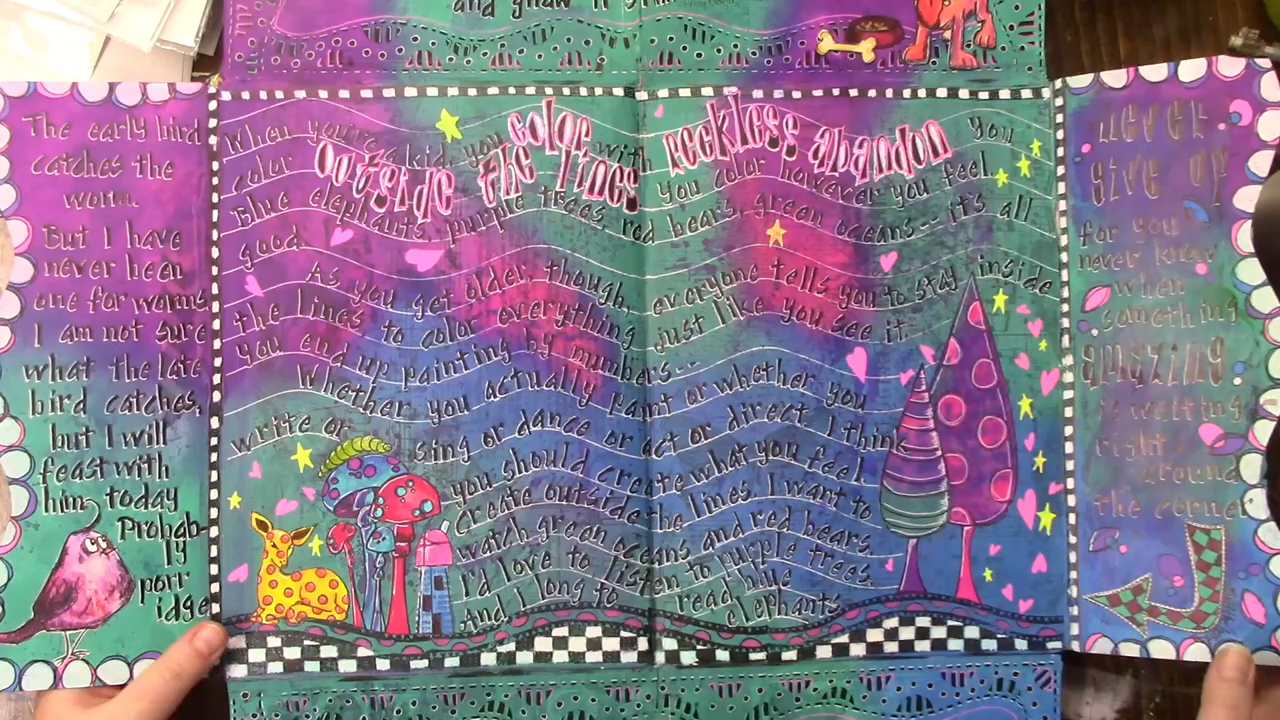 and gnaw it
The early bird
catches the
worm.
But I have
never been
one for worms.
I am not sure
what the late
bird catches,
but I will
feast with
him today
Probab-
ly
porr
idge
When you're a kid, you color with reckless abandon You
color outside the lines You color however you feel.
Blue elephants, purple trees, red bears, green oceans-- it's all
good.
As you get older, though, everyone tells you to stay inside
the lines to color everything just like you see it.
You end up painting by numbers--
Whether you actually paint or whether you
write or sing or dance or act or direct. I think
you should create what you feel.
Create outside the lines. I want to
watch green oceans and red bears.
I'd love to listen to purple trees.
And I long to read blue
elephants
never
give up
for you
never know
when
something
amazing
is waiting
right
around
the corner